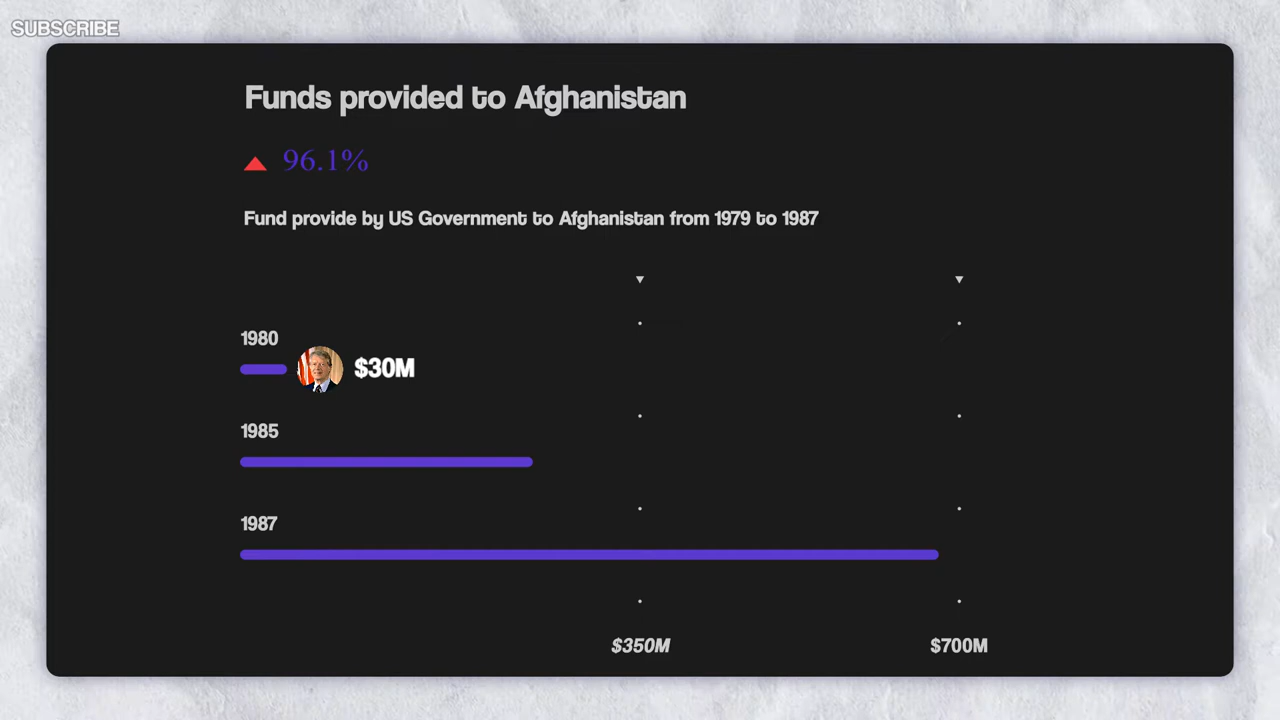 SUBSCRIBE
Funds provided to Afghanistan
96.1%
Fund provide by US Government to Afghanistan from 1979 to 1987
1980
$30M
1985
1987
$350M
$700M